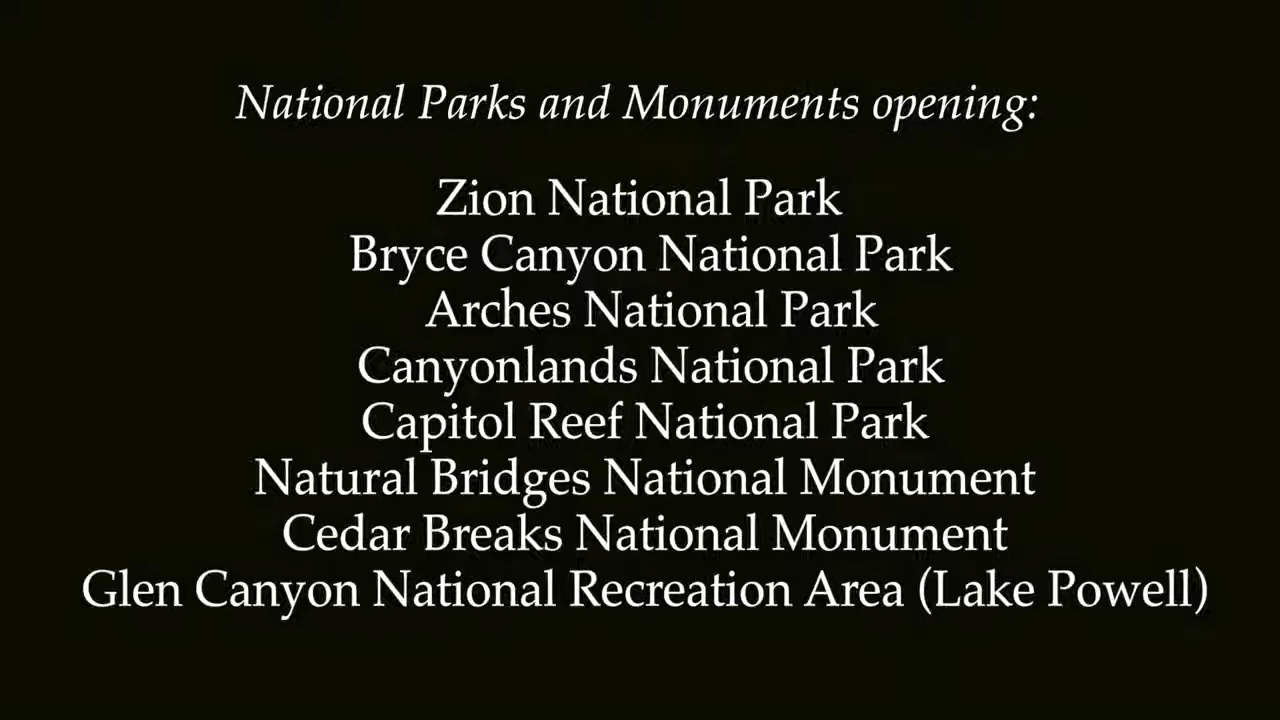 National Parks and Monuments opening:
Zion National Park
Bryce Canyon National Park
Arches National Park
Canyonlands National Park
Capitol Reef National Park
Natural Bridges National Monument
Cedar Breaks National Monument
Glen Canyon National Recreation Area (Lake Powell)